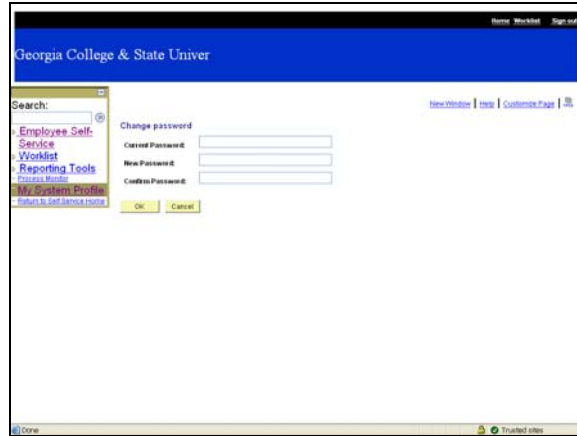 Home Worklist Sign out
Georgia College & State Univer
New Window | Help | Customize Page |
Search:
Employee Self-
Service
Worklist
Reporting Tools
Process Monitor
My System Profile
Return to Self Service Home
Change password
Current Password:
New Password:
Confirm Password:
OK Cancel
Done Trusted sites